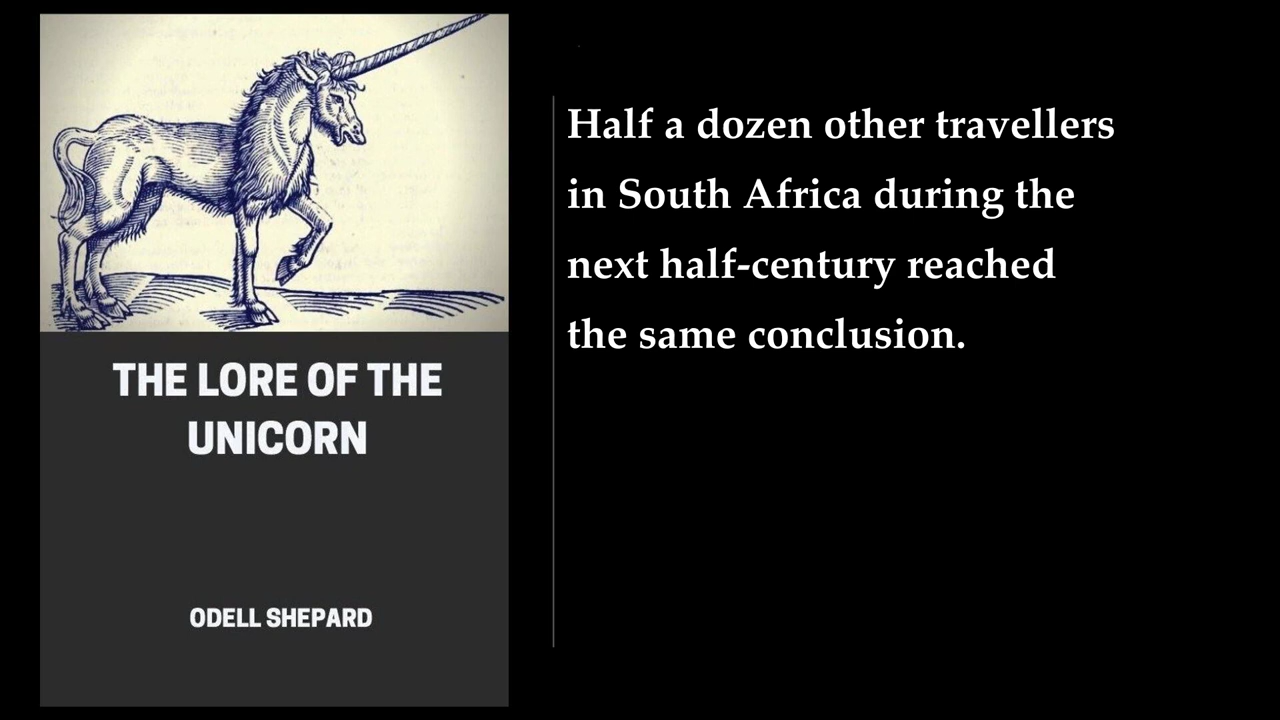 THE LORE OF THE
UNICORN
ODELL SHEPARD
Half a dozen other travellers
in South Africa during the
next half-century reached
the same conclusion.